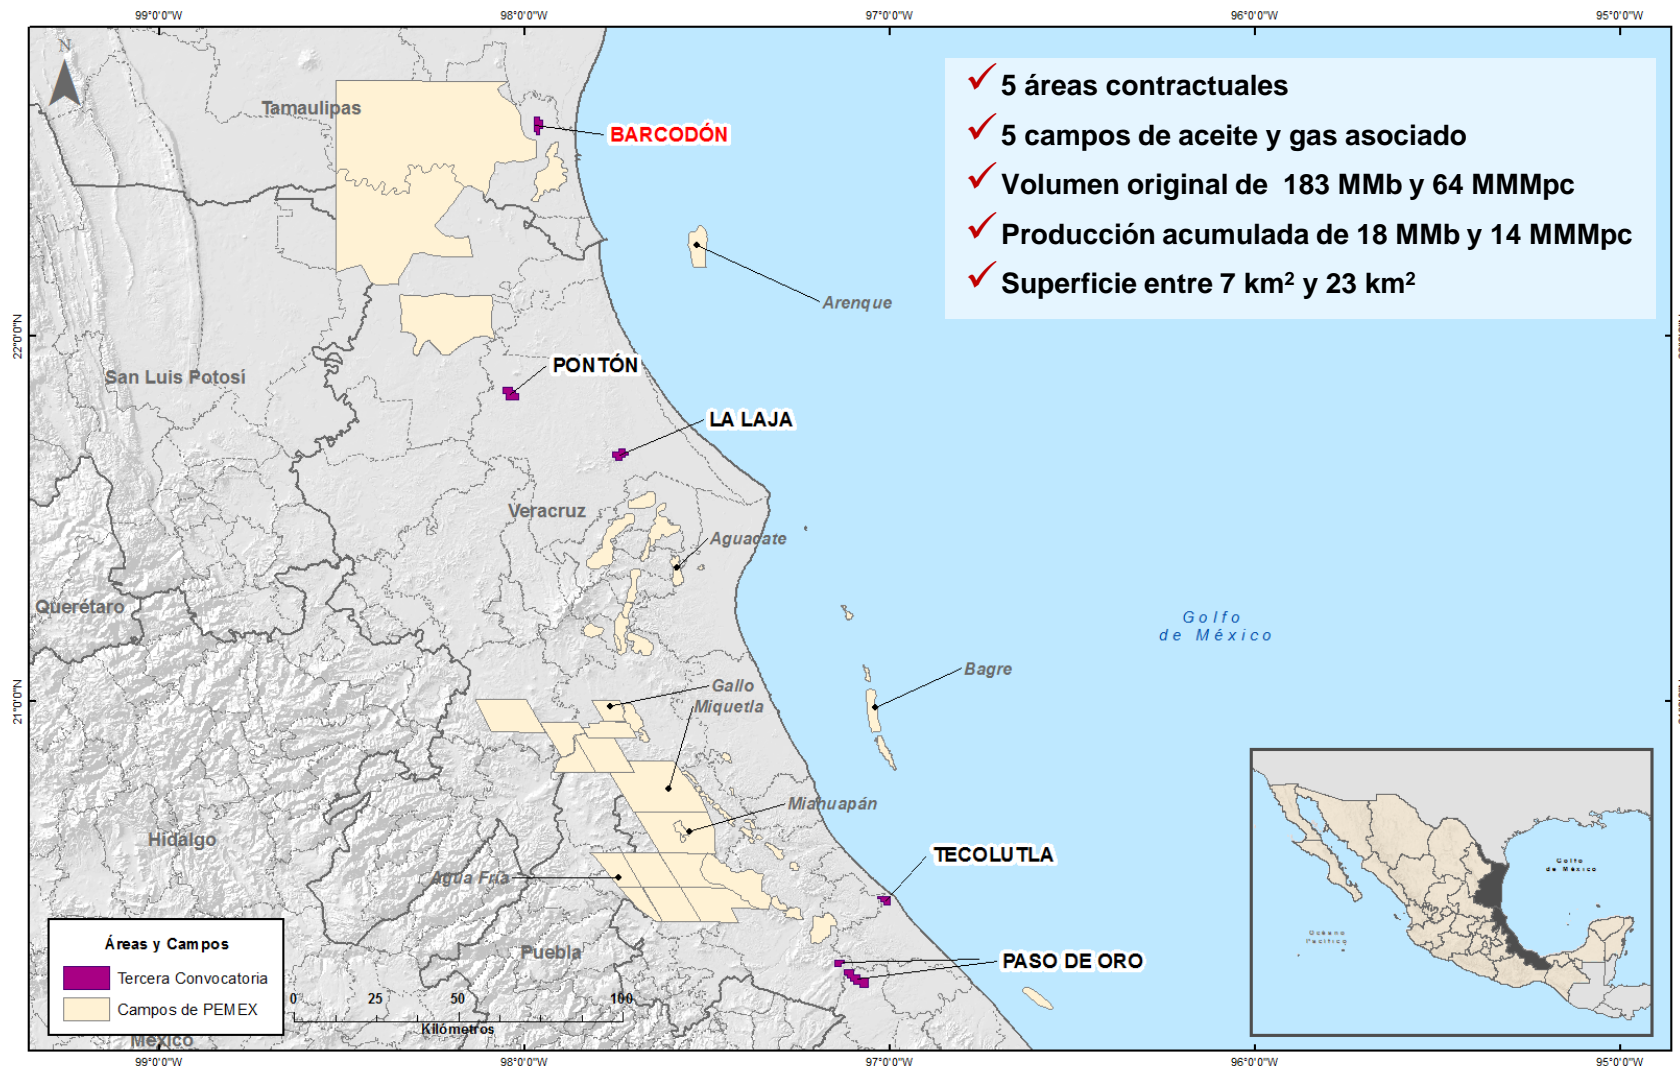 99°0'0"W
98°0'0"W
97°0'0"W
96°0'0"W
95°0'0"W
N
✓ 5 áreas contractuales
✓ 5 campos de aceite y gas asociado
✓ Volumen original de 183 MMb y 64 MMMpc
✓ Producción acumulada de 18 MMb y 14 MMMpc
✓ Superficie entre 7 km² y 23 km²
Tamaulipas
BARCODÓN
Arenque
22°0'0"N
PONTÓN
San Luis Potosí
LA LAJA
Veracruz
Aguacate
Querétaro
Golfo
de México
Bagre
Gallo
Miquetla
21°0'0"N
Miahuapán
Hidalgo
TECOLUTLA
Agua Fría
Golfo
de México
Océano
Pacífico
Puebla
PASO DE ORO
Áreas y Campos
Tercera Convocatoria
Campos de PEMEX
0 25 50 100
Kilómetros
México
99°0'0"W
98°0'0"W
97°0'0"W
96°0'0"W
95°0'0"W